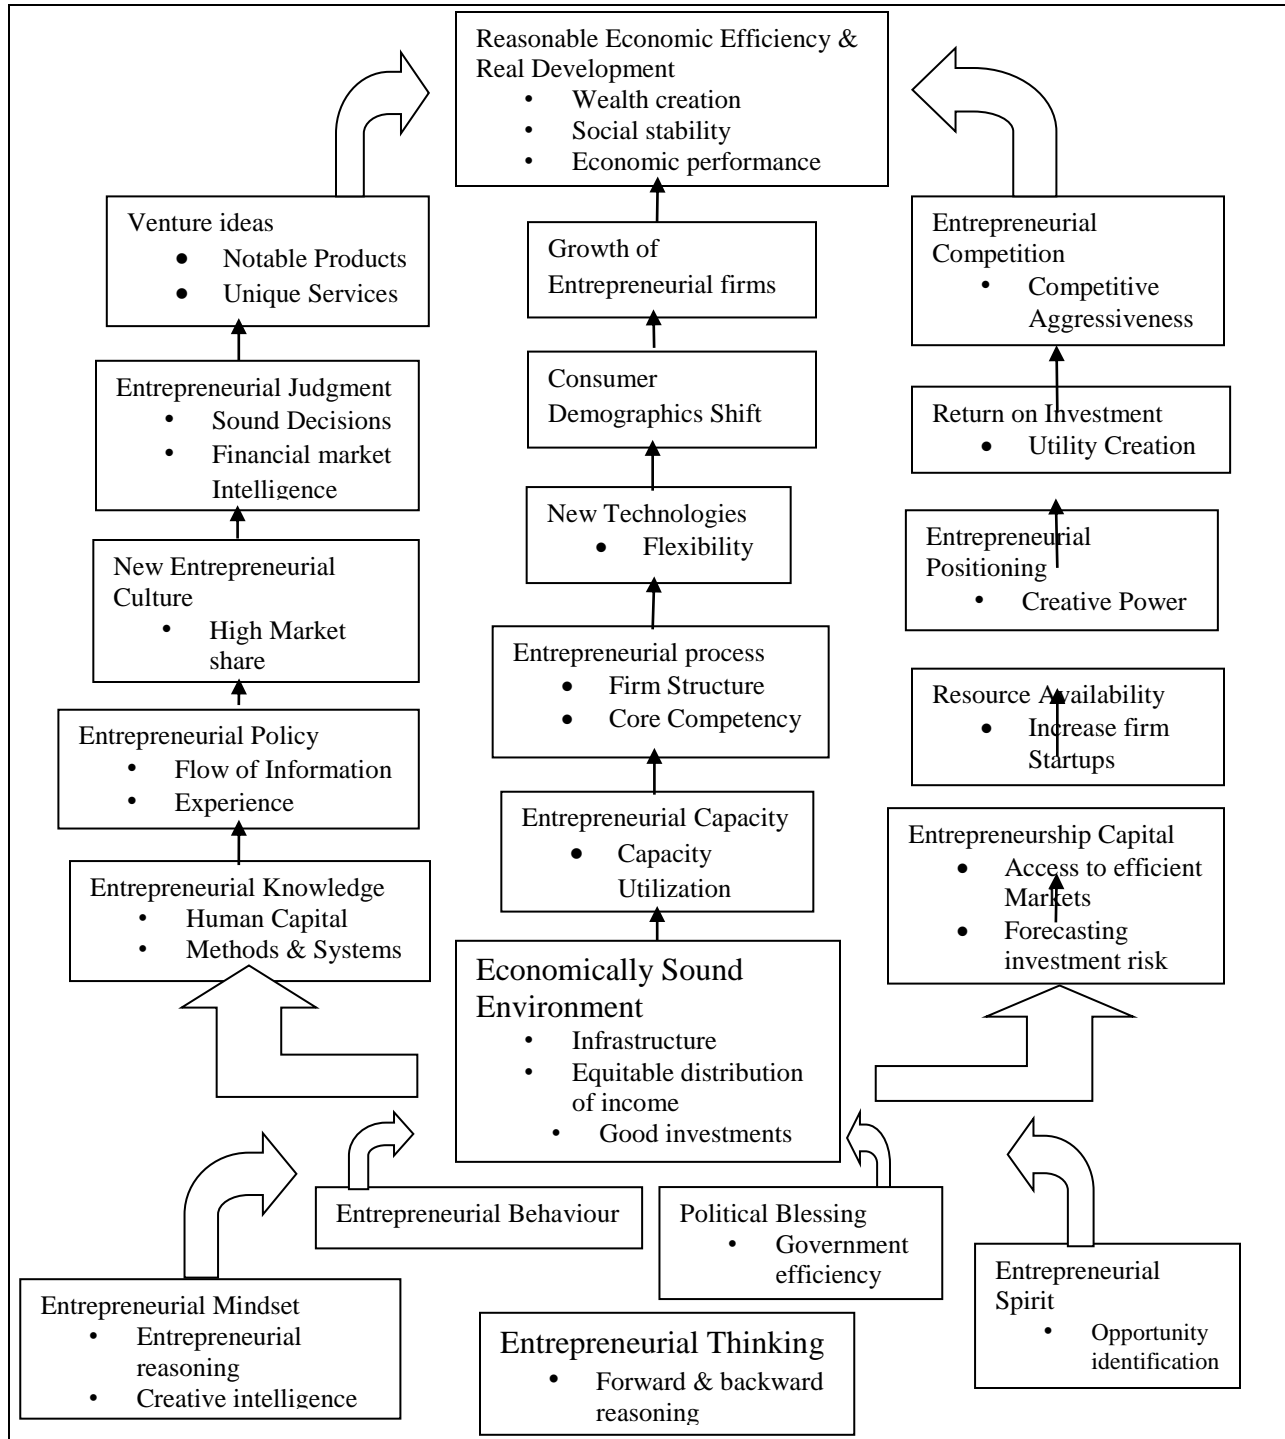 Reasonable Economic Efficiency &
Real Development
• Wealth creation
• Social stability
• Economic performance
Venture ideas
● Notable Products
● Unique Services
Growth of
Entrepreneurial firms
Entrepreneurial
Competition
• Competitive
Aggressiveness
Entrepreneurial Judgment
• Sound Decisions
• Financial market
Intelligence
Consumer
Demographics Shift
Return on Investment
● Utility Creation
New Entrepreneurial
Culture
• High Market
share
New Technologies
● Flexibility
Entrepreneurial
Positioning
• Creative Power
Entrepreneurial Policy
• Flow of Information
• Experience
Entrepreneurial process
● Firm Structure
● Core Competency
Resource Availability
● Increase firm
Startups
Entrepreneurial Knowledge
• Human Capital
• Methods & Systems
Entrepreneurial Capacity
● Capacity
Utilization
Entrepreneurship Capital
● Access to efficient
Markets
● Forecasting
investment risk
Economically Sound
Environment
• Infrastructure
• Equitable distribution
of income
• Good investments
Entrepreneurial Behaviour
Political Blessing
• Government
efficiency
Entrepreneurial Mindset
• Entrepreneurial
reasoning
• Creative intelligence
Entrepreneurial Thinking
• Forward & backward
reasoning
Entrepreneurial
Spirit
• Opportunity
identification